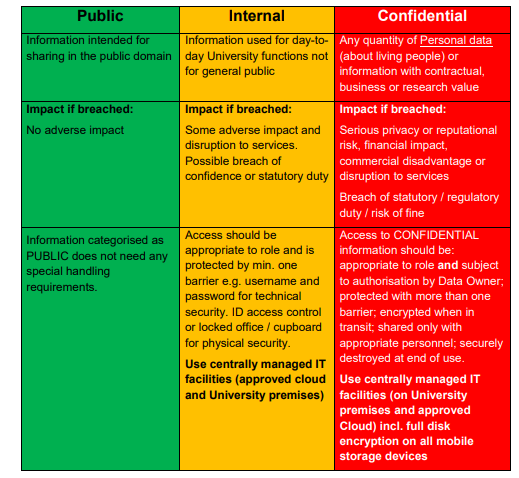 Public
Internal
Confidential
Information intended for
sharing in the public domain
Information used for day-to-
day University functions not
for general public
Any quantity of Personal data
(about living people) or
information with contractual,
business or research value
Impact if breached:
No adverse impact
Impact if breached:
Some adverse impact and
disruption to services.
Possible breach of
confidence or statutory duty
Impact if breached:
Serious privacy or reputational
risk, financial impact,
commercial disadvantage or
disruption to services
Breach of statutory / regulatory
duty / risk of fine
Information categorised as
PUBLIC does not need any
special handling
requirements.
Access should be
appropriate to role and is
protected by min. one
barrier e.g. username and
password for technical
security. ID access control
or locked office / cupboard
for physical security.
Use centrally managed IT
facilities (approved cloud
and University premises)
Access to CONFIDENTIAL
information should be:
appropriate to role and subject
to authorisation by Data Owner;
protected with more than one
barrier; encrypted when in
transit; shared only with
appropriate personnel; securely
destroyed at end of use.
Use centrally managed IT
facilities (on University
premises and approved
Cloud) incl. full disk
encryption on all mobile
storage devices